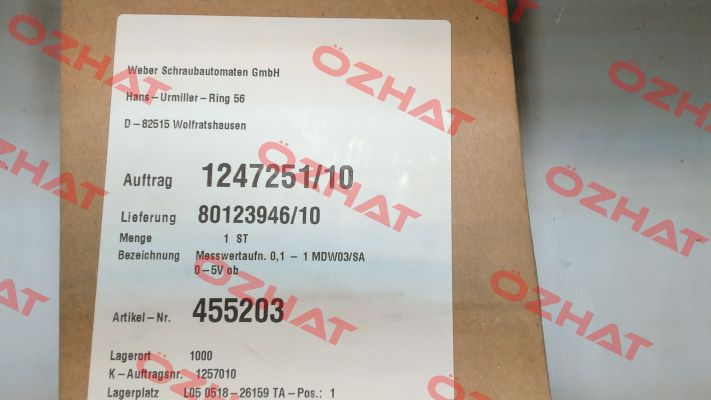 Weber Schraubautomaten GmbH
Hans-Urmiller-Ring 56
D-82515 Wolfratshausen
Auftrag 1247251/10
Lieferung 80123946/10
Menge 1 ST
Bezeichnung Messwertaufn. 0,1 - 1 MDW03/SA
0-5V ob
Artikel-Nr. 455203
Lagerort 1000
K-Auftragsnr. 1257010
Lagerplatz L05 0518-26159 TA-Pos.: 1
ÖZHAT
ÖZHAT
ÖZHAT
ÖZHAT
ÖZHAT
ÖZHAT
ÖZHAT
ÖZHAT
ÖZHAT
ÖZHAT